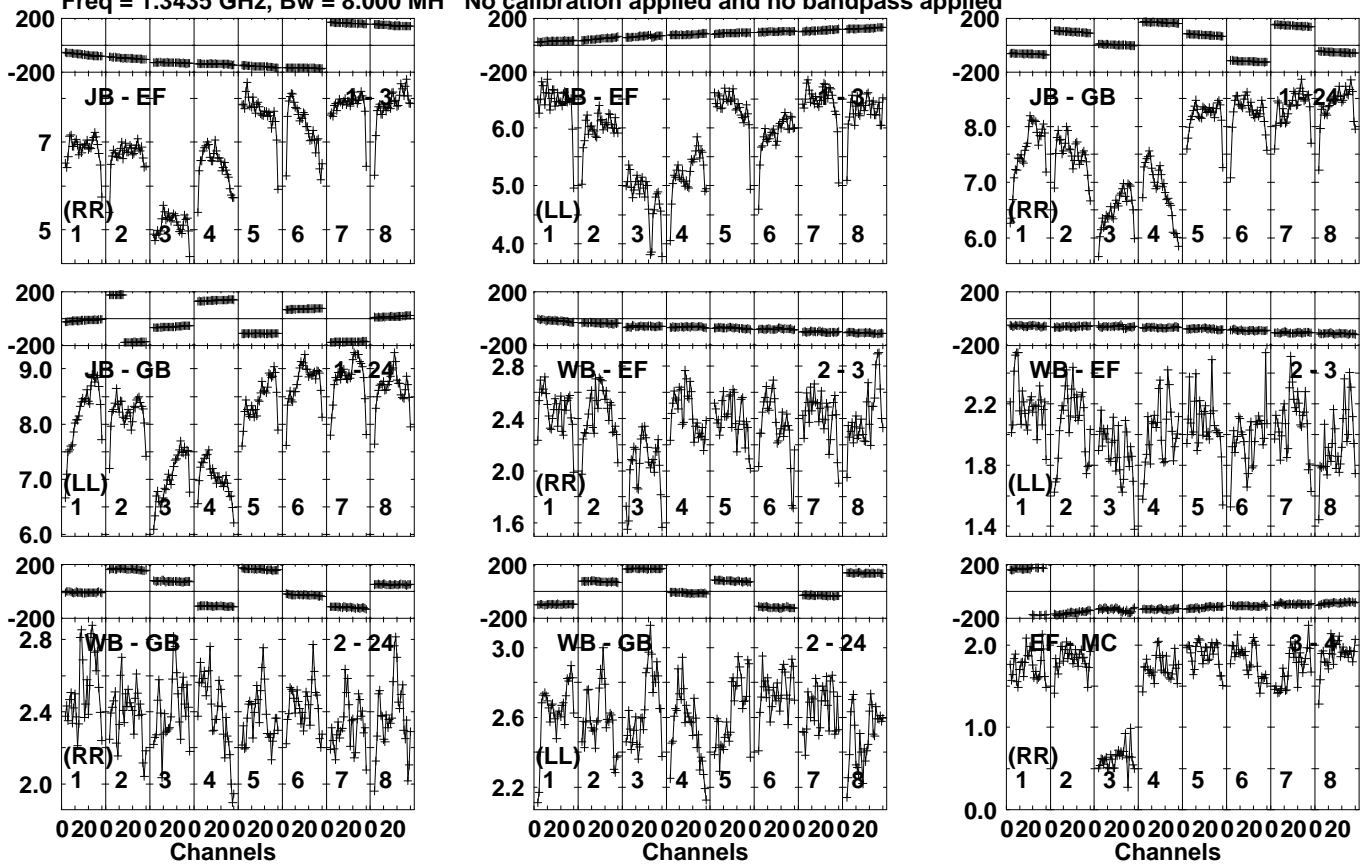 Freq = 1.3435 GHz, Bw = 8.000 MH No calibration applied and no bandpass applied
200
-200
JB - EF 1 - 3
7
5
(RR)
1 2 3 4 5 6 7 8
200
-200
JB - EF 1 - 3
6.0
5.0
4.0
(LL)
1 2 3 4 5 6 7 8
200
-200
JB - GB 1 - 24
8.0
7.0
6.0
(RR)
1 2 3 4 5 6 7 8
200
-200
JB - GB 1 - 24
9.0
8.0
7.0
6.0
(LL)
1 2 3 4 5 6 7 8
200
-200
WB - EF 2 - 3
2.8
2.4
2.0
1.6
(RR)
1 2 3 4 5 6 7 8
200
-200
WB - EF 2 - 3
2.2
1.8
1.4
(LL)
1 2 3 4 5 6 7 8
200
-200
WB - GB 2 - 24
2.8
2.4
2.0
(RR)
1 2 3 4 5 6 7 8
0 20 0 20 0 20 0 20 0 20 0 20 0 20 0 20
Channels
200
-200
WB - GB 2 - 24
3.0
2.6
2.2
(LL)
1 2 3 4 5 6 7 8
0 20 0 20 0 20 0 20 0 20 0 20 0 20 0 20
Channels
200
-200
EF - MC 3 - 4
2.0
1.0
0.0
(RR)
1 2 3 4 5 6 7 8
0 20 0 20 0 20 0 20 0 20 0 20 0 20 0 20
Channels